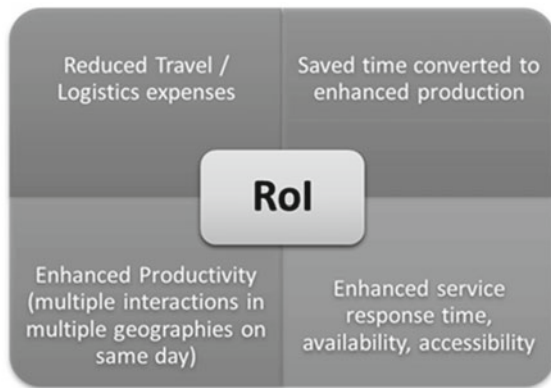 Reduced Travel /
Logistics expenses
Saved time converted to
enhanced production
RoI
Enhanced Productivity
(multiple interactions in
multiple geographies on
same day)
Enhanced service
response time,
availability, accessibility